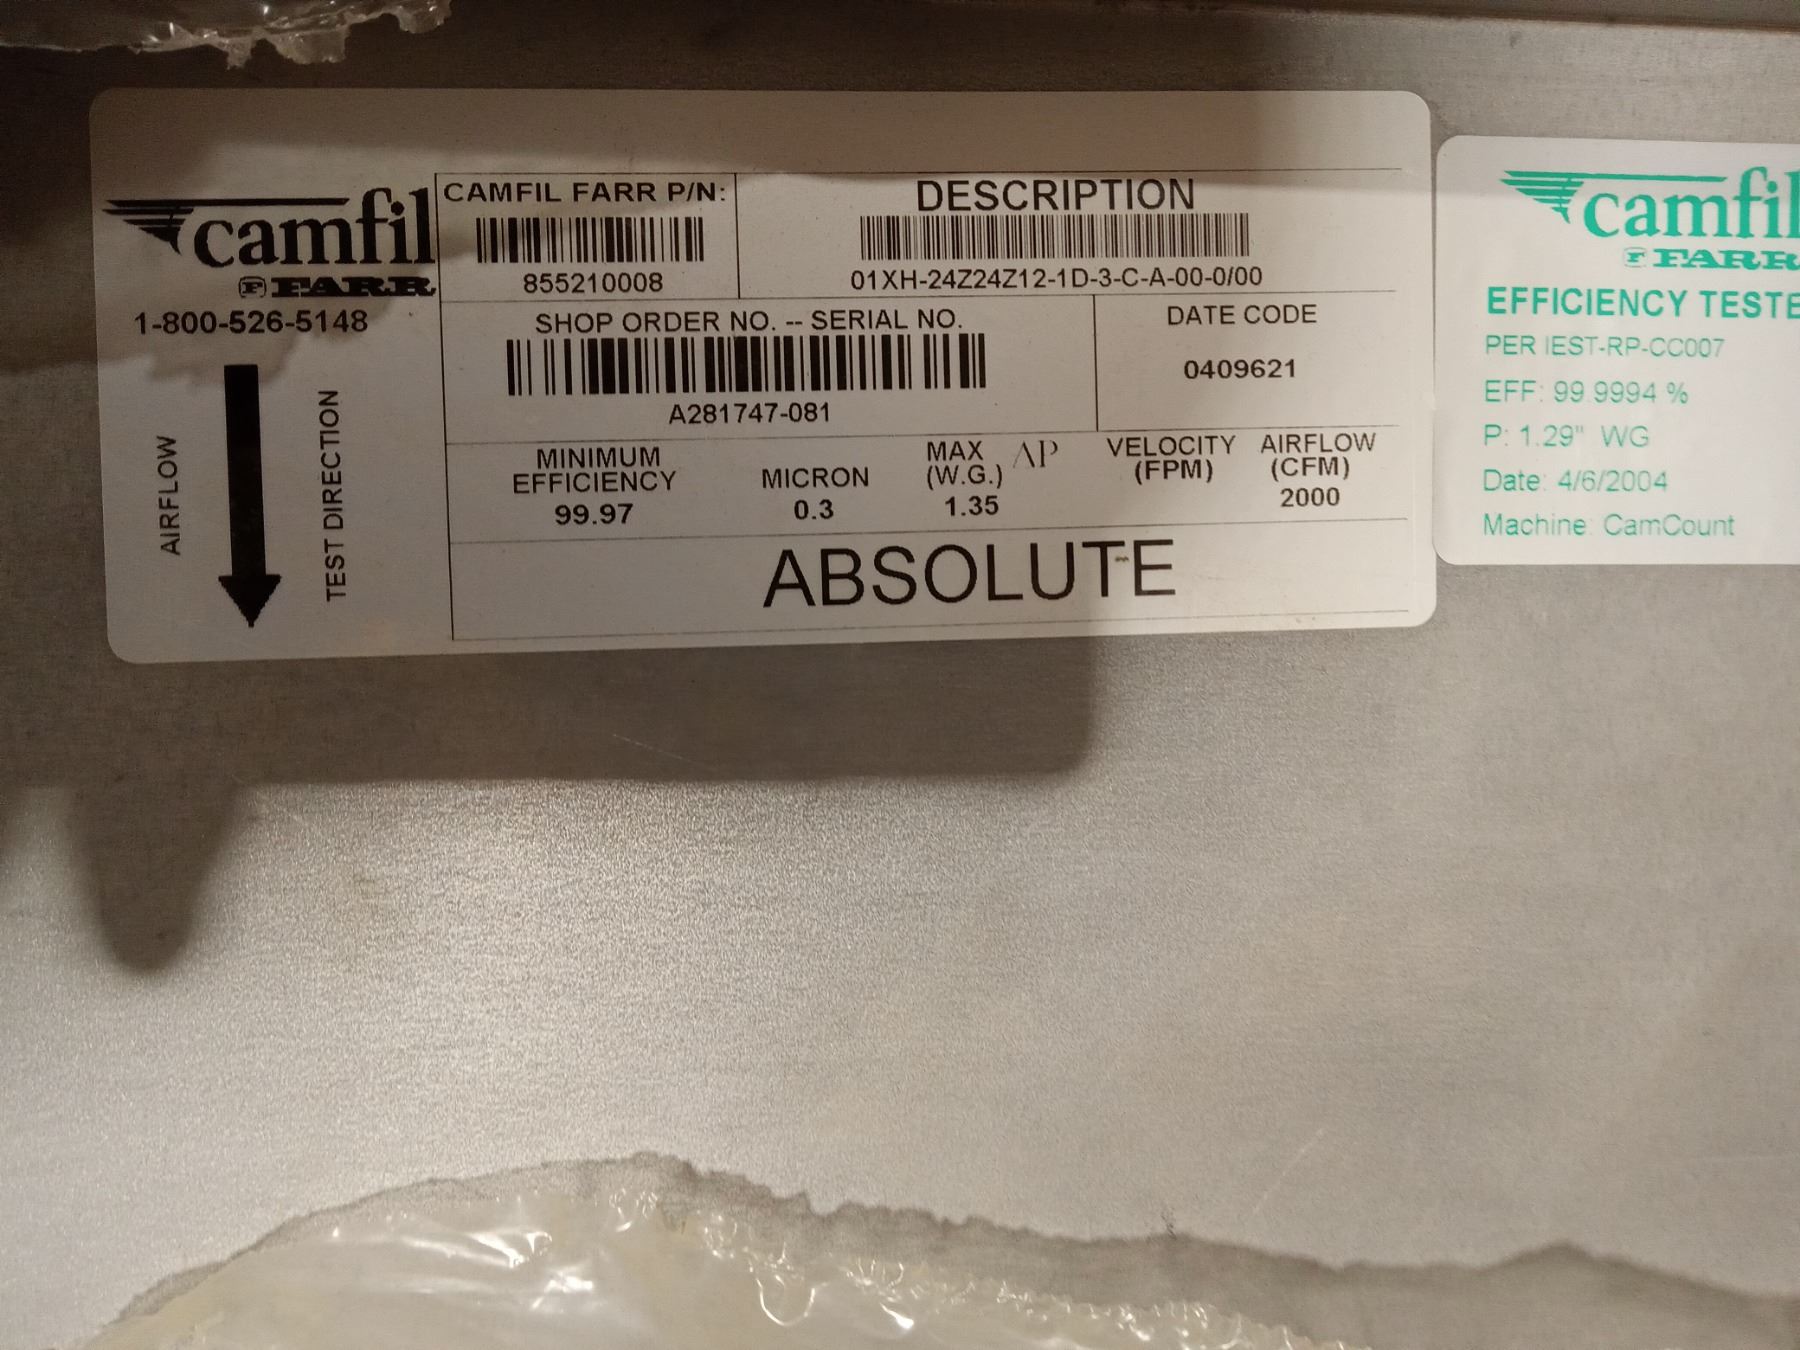 camfil
FARR
1-800-526-5148
AIRFLOW
TEST DIRECTION
CAMFIL FARR P/N:
855210008
DESCRIPTION
01XH-24Z24Z12-1D-3-C-A-00-0/00
SHOP ORDER NO. -- SERIAL NO.
A281747-081
DATE CODE
0409621
MINIMUM
EFFICIENCY
99.97
MICRON
0.3
MAX ΔP
(W.G.)
1.35
VELOCITY
(FPM)
AIRFLOW
(CFM)
2000
ABSOLUTE
camfil
FARR
EFFICIENCY TESTE
PER IEST-RP-CC007
EFF: 99.9994 %
P: 1.29" WG
Date: 4/6/2004
Machine: CamCount